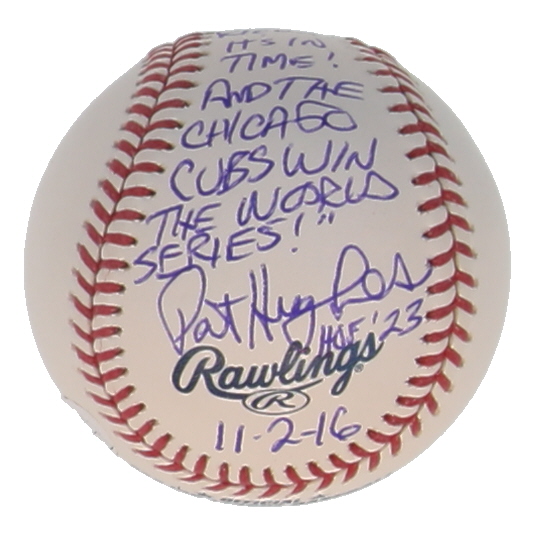 IT'S IN
TIME!
AND THE
CHICAGO
CUBS WIN
THE WORLD
SERIES!"
Pat Hughes
HOF '23
Rawlings®
R
11-2-16